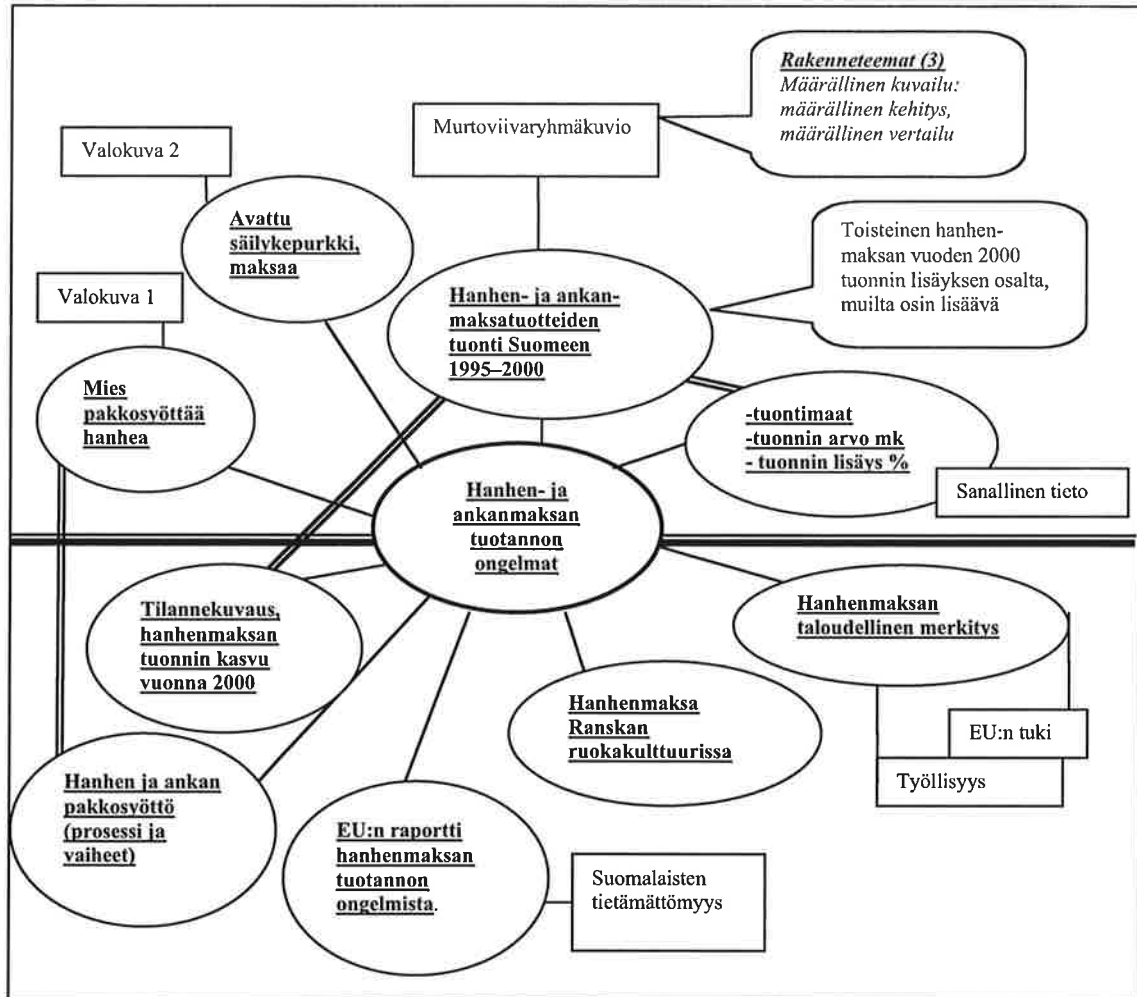 Rakenneteemat (3)
Määrällinen kuvailu:
määrällinen kehitys,
määrällinen vertailu
Murtoviivaryhmäkuvio
Valokuva 2
Avattu
säilykepurkki,
maksaa
Toisteinen hanhen-
maksan vuoden 2000
tuonnin lisäyksen osalta,
muilta osin lisäävä
Valokuva 1
Hanhen- ja ankan-
maksatuotteiden
tuonti Suomeen
1995–2000
Mies
pakkosyöttää
hanhea
-tuontimaat
-tuonnin arvo mk
- tuonnin lisäys %
Sanallinen tieto
Hanhen- ja
ankanmaksan
tuotannon
ongelmat
Tilannekuvaus,
hanhenmaksan
tuonnin kasvu
vuonna 2000
Hanhenmaksan
taloudellinen merkitys
Hanhenmaksa
Ranskan
ruokakulttuurissa
EU:n tuki
Työllisyys
Hanhen ja ankan
pakkosyöttö
(prosessi ja
vaiheet)
EU:n raportti
hanhenmaksan
tuotannon
ongelmista.
Suomalaisten
tietämättömyys